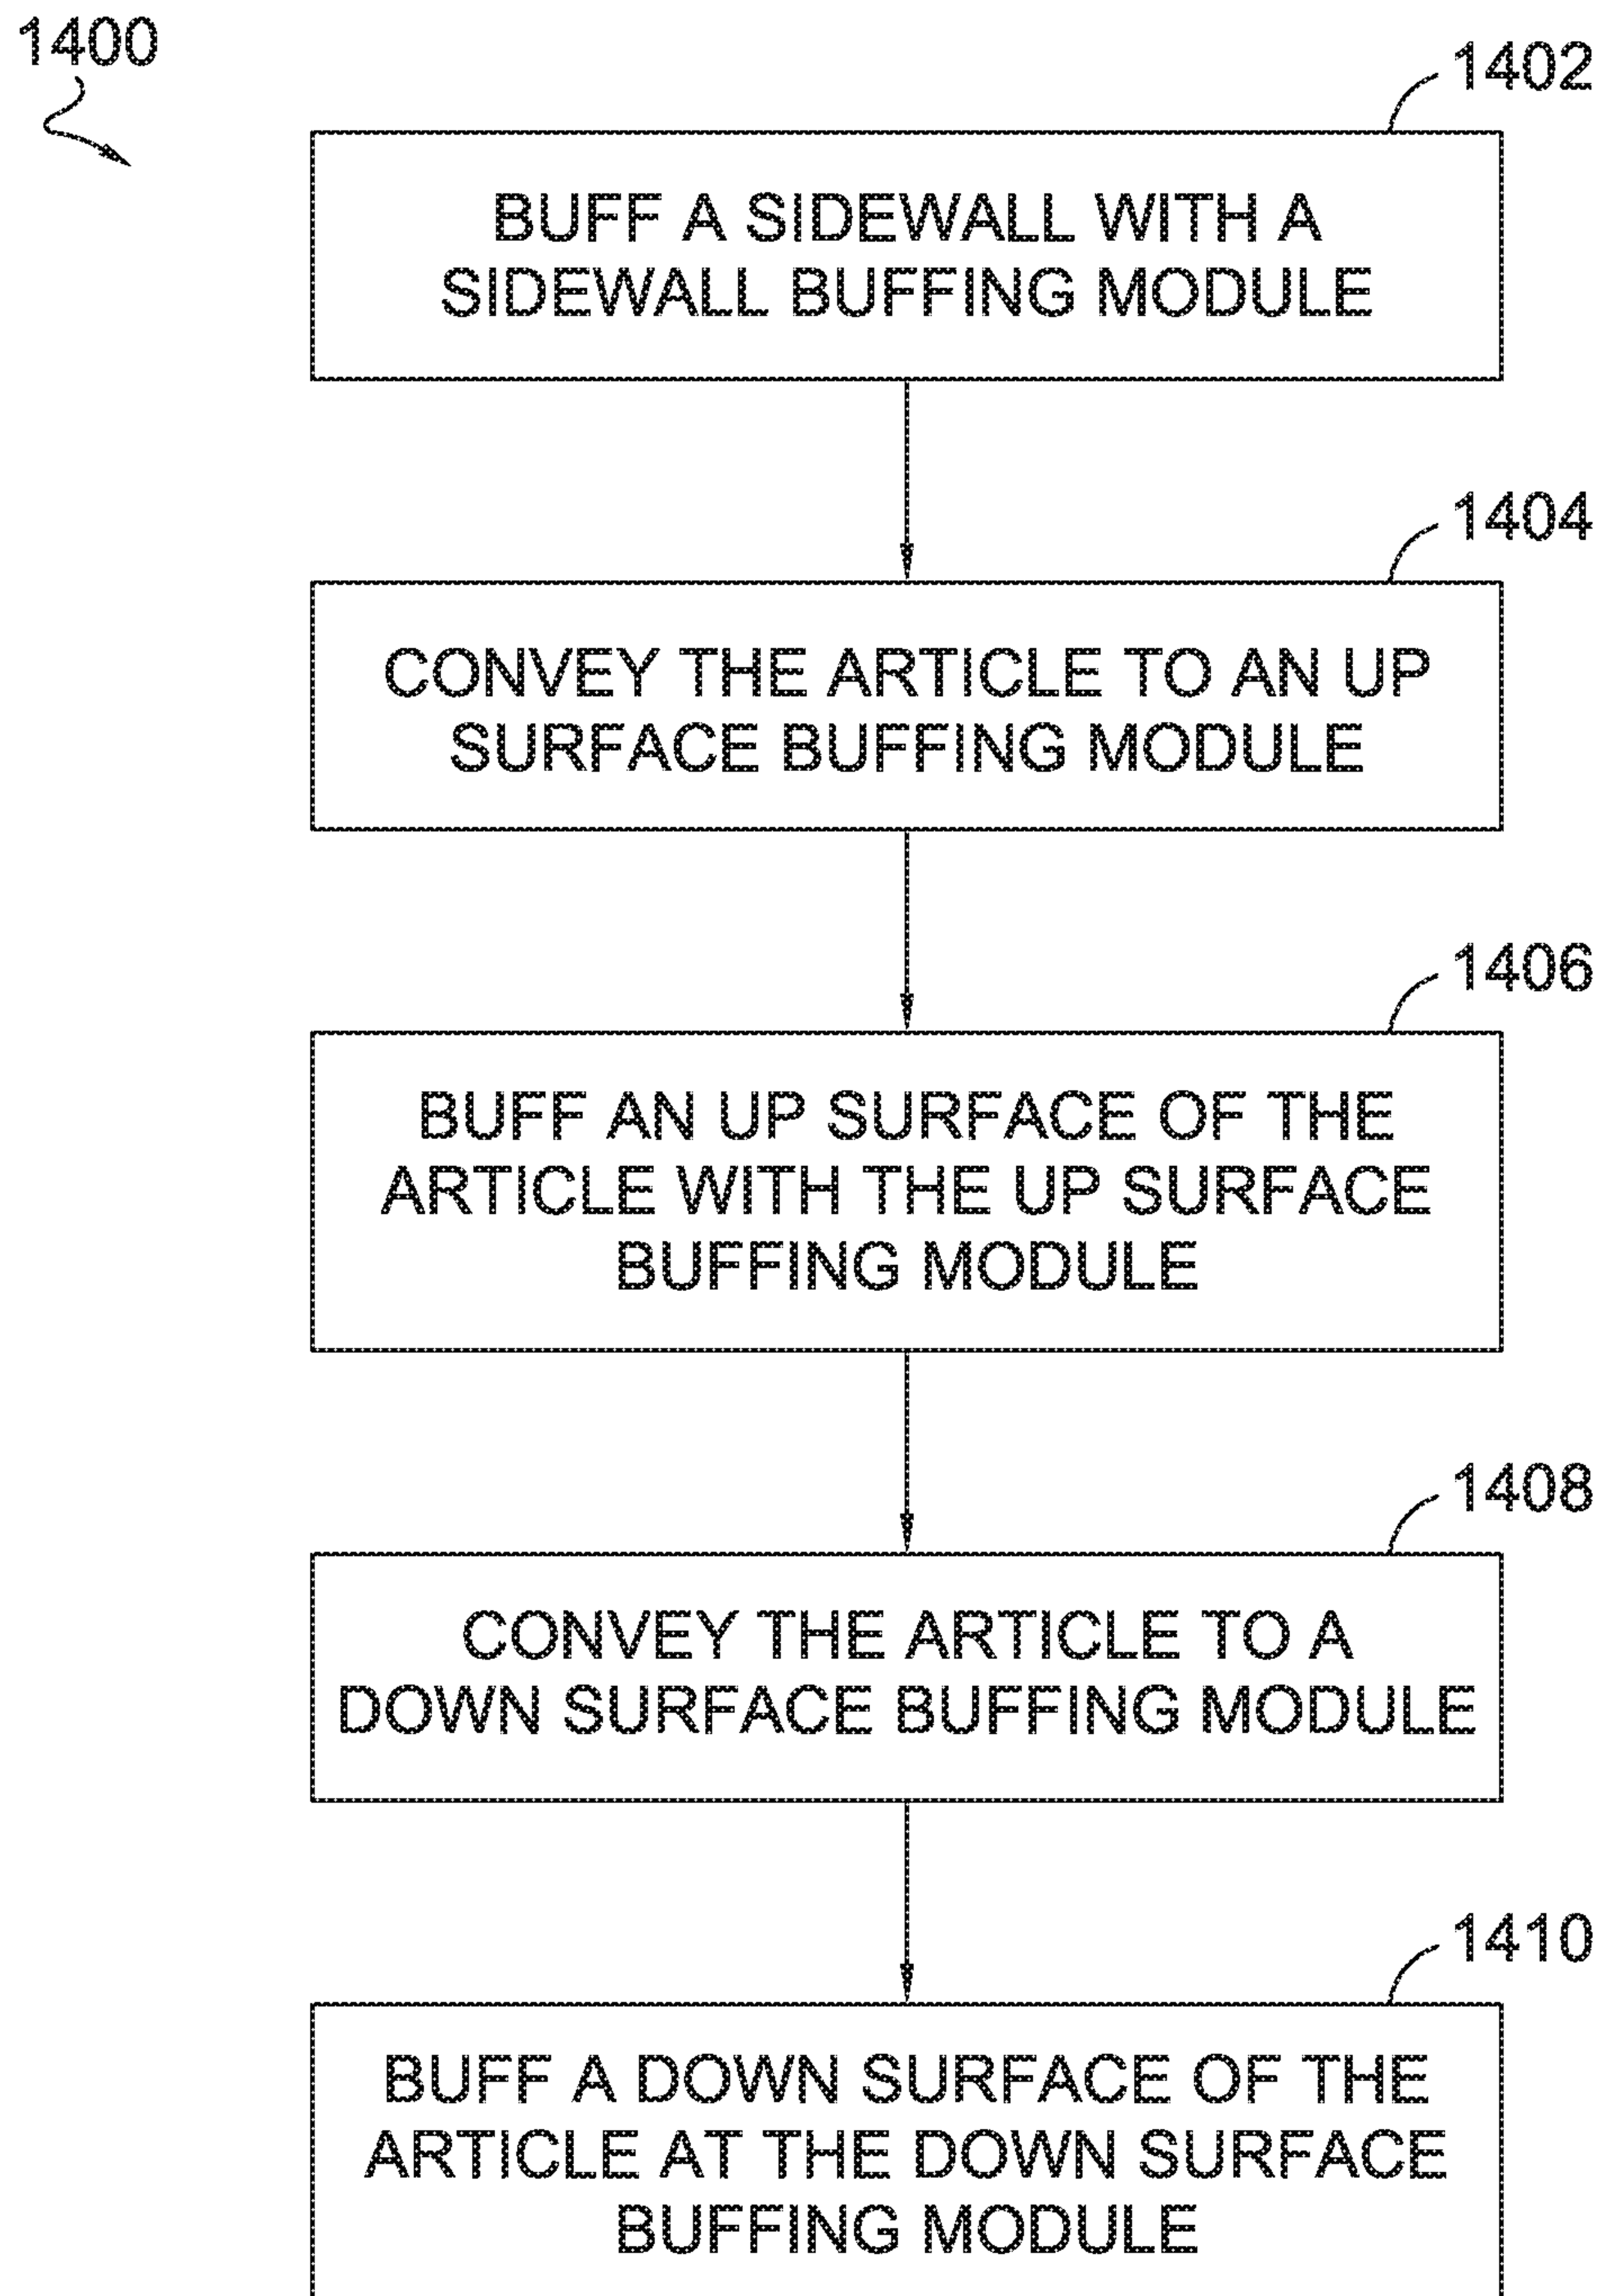 1400
1402
BUFF A SIDEWALL WITH A
SIDEWALL BUFFING MODULE
1404
CONVEY THE ARTICLE TO AN UP
SURFACE BUFFING MODULE
1406
BUFF AN UP SURFACE OF THE
ARTICLE WITH THE UP SURFACE
BUFFING MODULE
1408
CONVEY THE ARTICLE TO A
DOWN SURFACE BUFFING MODULE
1410
BUFF A DOWN SURFACE OF THE
ARTICLE AT THE DOWN SURFACE
BUFFING MODULE